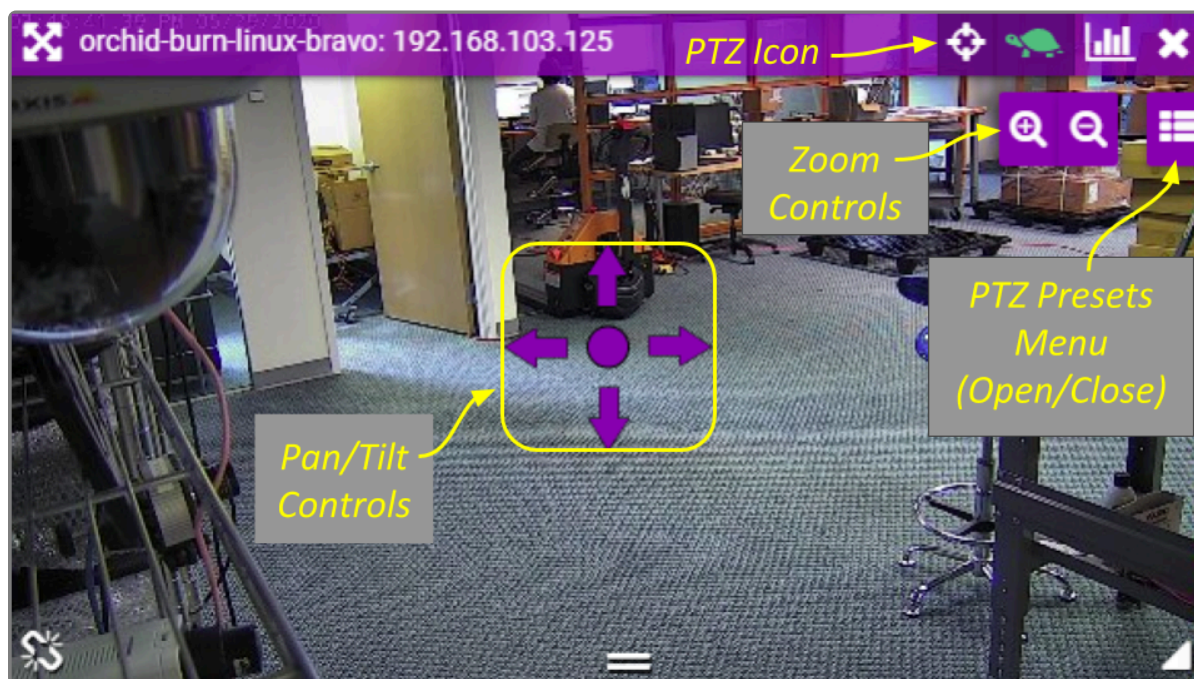 orchid-burn-linux-bravo: 192.168.103.125
PTZ Icon
AXIS
Zoom
Controls
PTZ Presets
Menu
(Open/Close)
Pan/Tilt
Controls